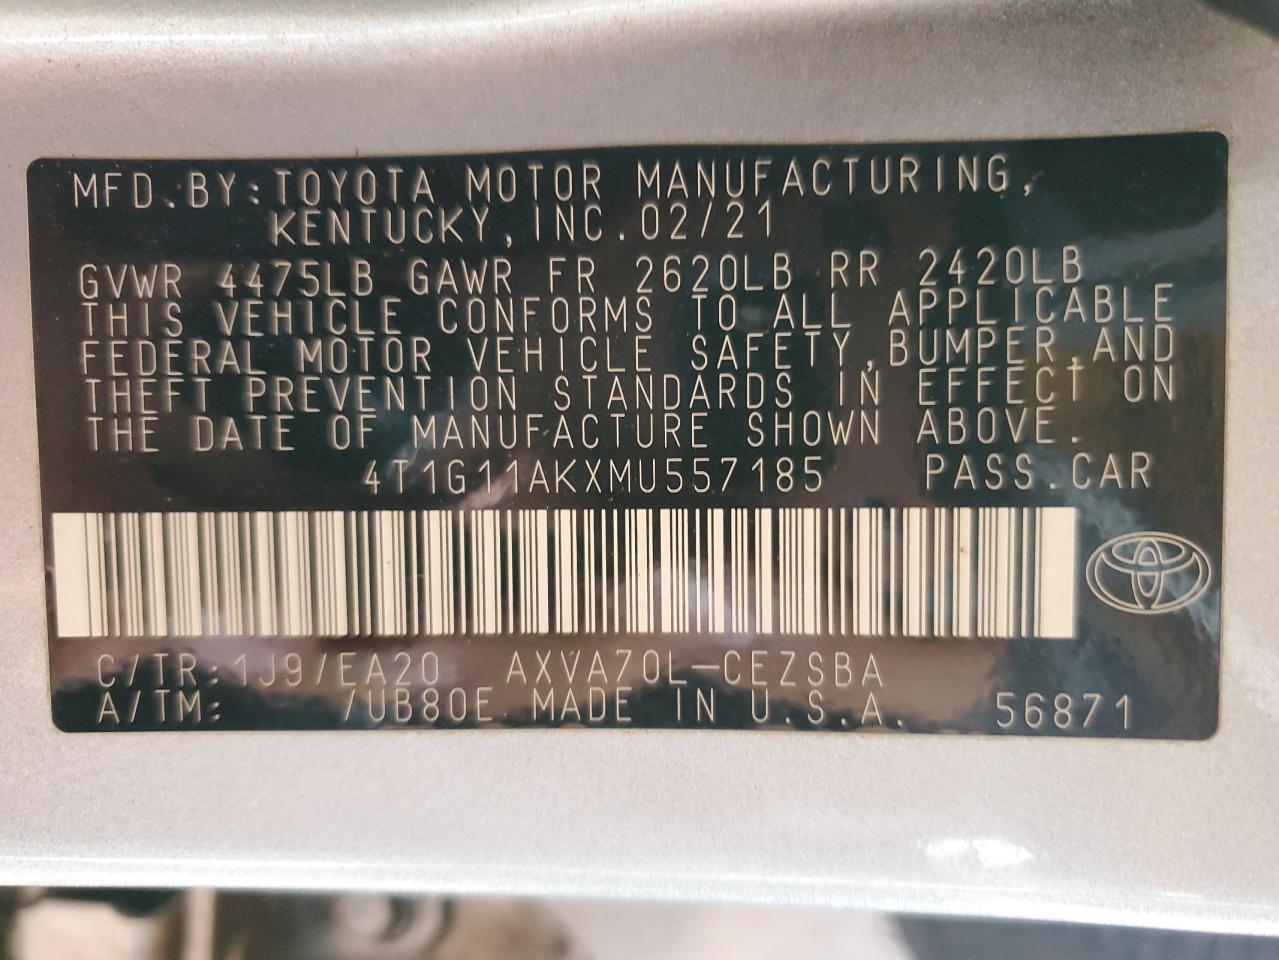 MFD.BY:TOYOTA MOTOR MANUFACTURING,
KENTUCKY,INC.02/21
GVWR 4475LB GAWR FR 2620LB RR 2420LB
THIS VEHICLE CONFORMS TO ALL APPLICABLE
FEDERAL MOTOR VEHICLE SAFETY,BUMPER,AND
THEFT PREVENTION STANDARDS IN EFFECT ON
THE DATE OF MANUFACTURE SHOWN ABOVE.
4T1G11AKXMU557185 PASS.CAR
C/TR:1J9/EA20 AXVA70L-CEZSBA
A/TM: /UB80E MADE IN U.S.A. 56871